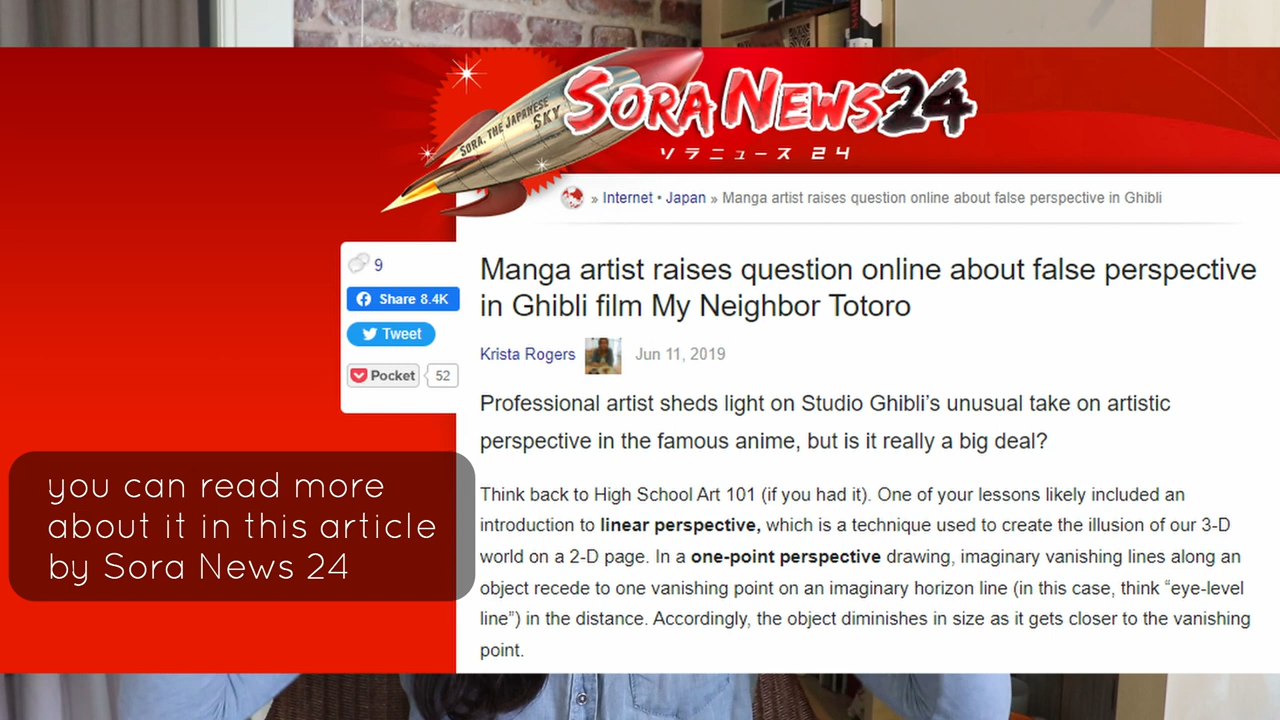 SORA, THE JAPANESE
SKY
SORA NEWS24
ソラニュース 24
» Internet • Japan » Manga artist raises question online about false perspective in Ghibli
9
Share 8.4K
Tweet
Pocket 52
Manga artist raises question online about false perspective
in Ghibli film My Neighbor Totoro
Krista Rogers Jun 11, 2019
Professional artist sheds light on Studio Ghibli’s unusual take on artistic
perspective in the famous anime, but is it really a big deal?
Think back to High School Art 101 (if you had it). One of your lessons likely included an
introduction to linear perspective, which is a technique used to create the illusion of our 3-D
world on a 2-D page. In a one-point perspective drawing, imaginary vanishing lines along an
object recede to one vanishing point on an imaginary horizon line (in this case, think “eye-level
line”) in the distance. Accordingly, the object diminishes in size as it gets closer to the vanishing
point.
you can read more
about it in this article
by Sora News 24